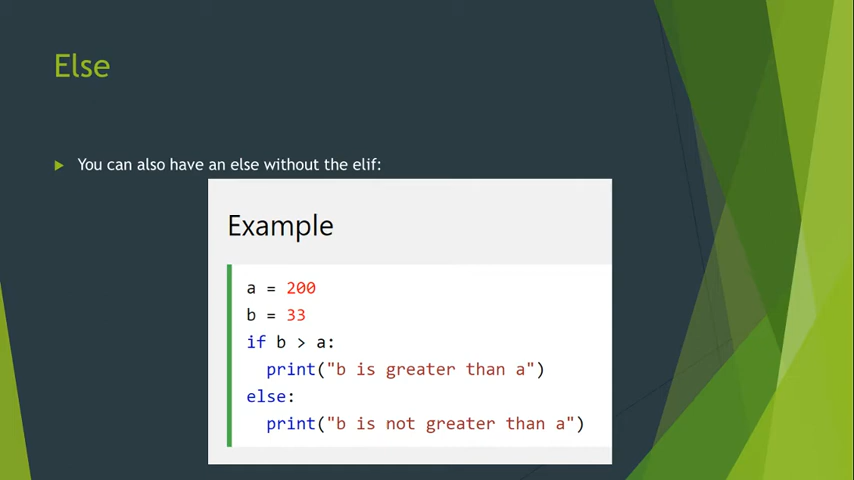 Else
You can also have an else without the elif:
Example
a = 200
b = 33
if b > a:
  print("b is greater than a")
else:
  print("b is not greater than a")